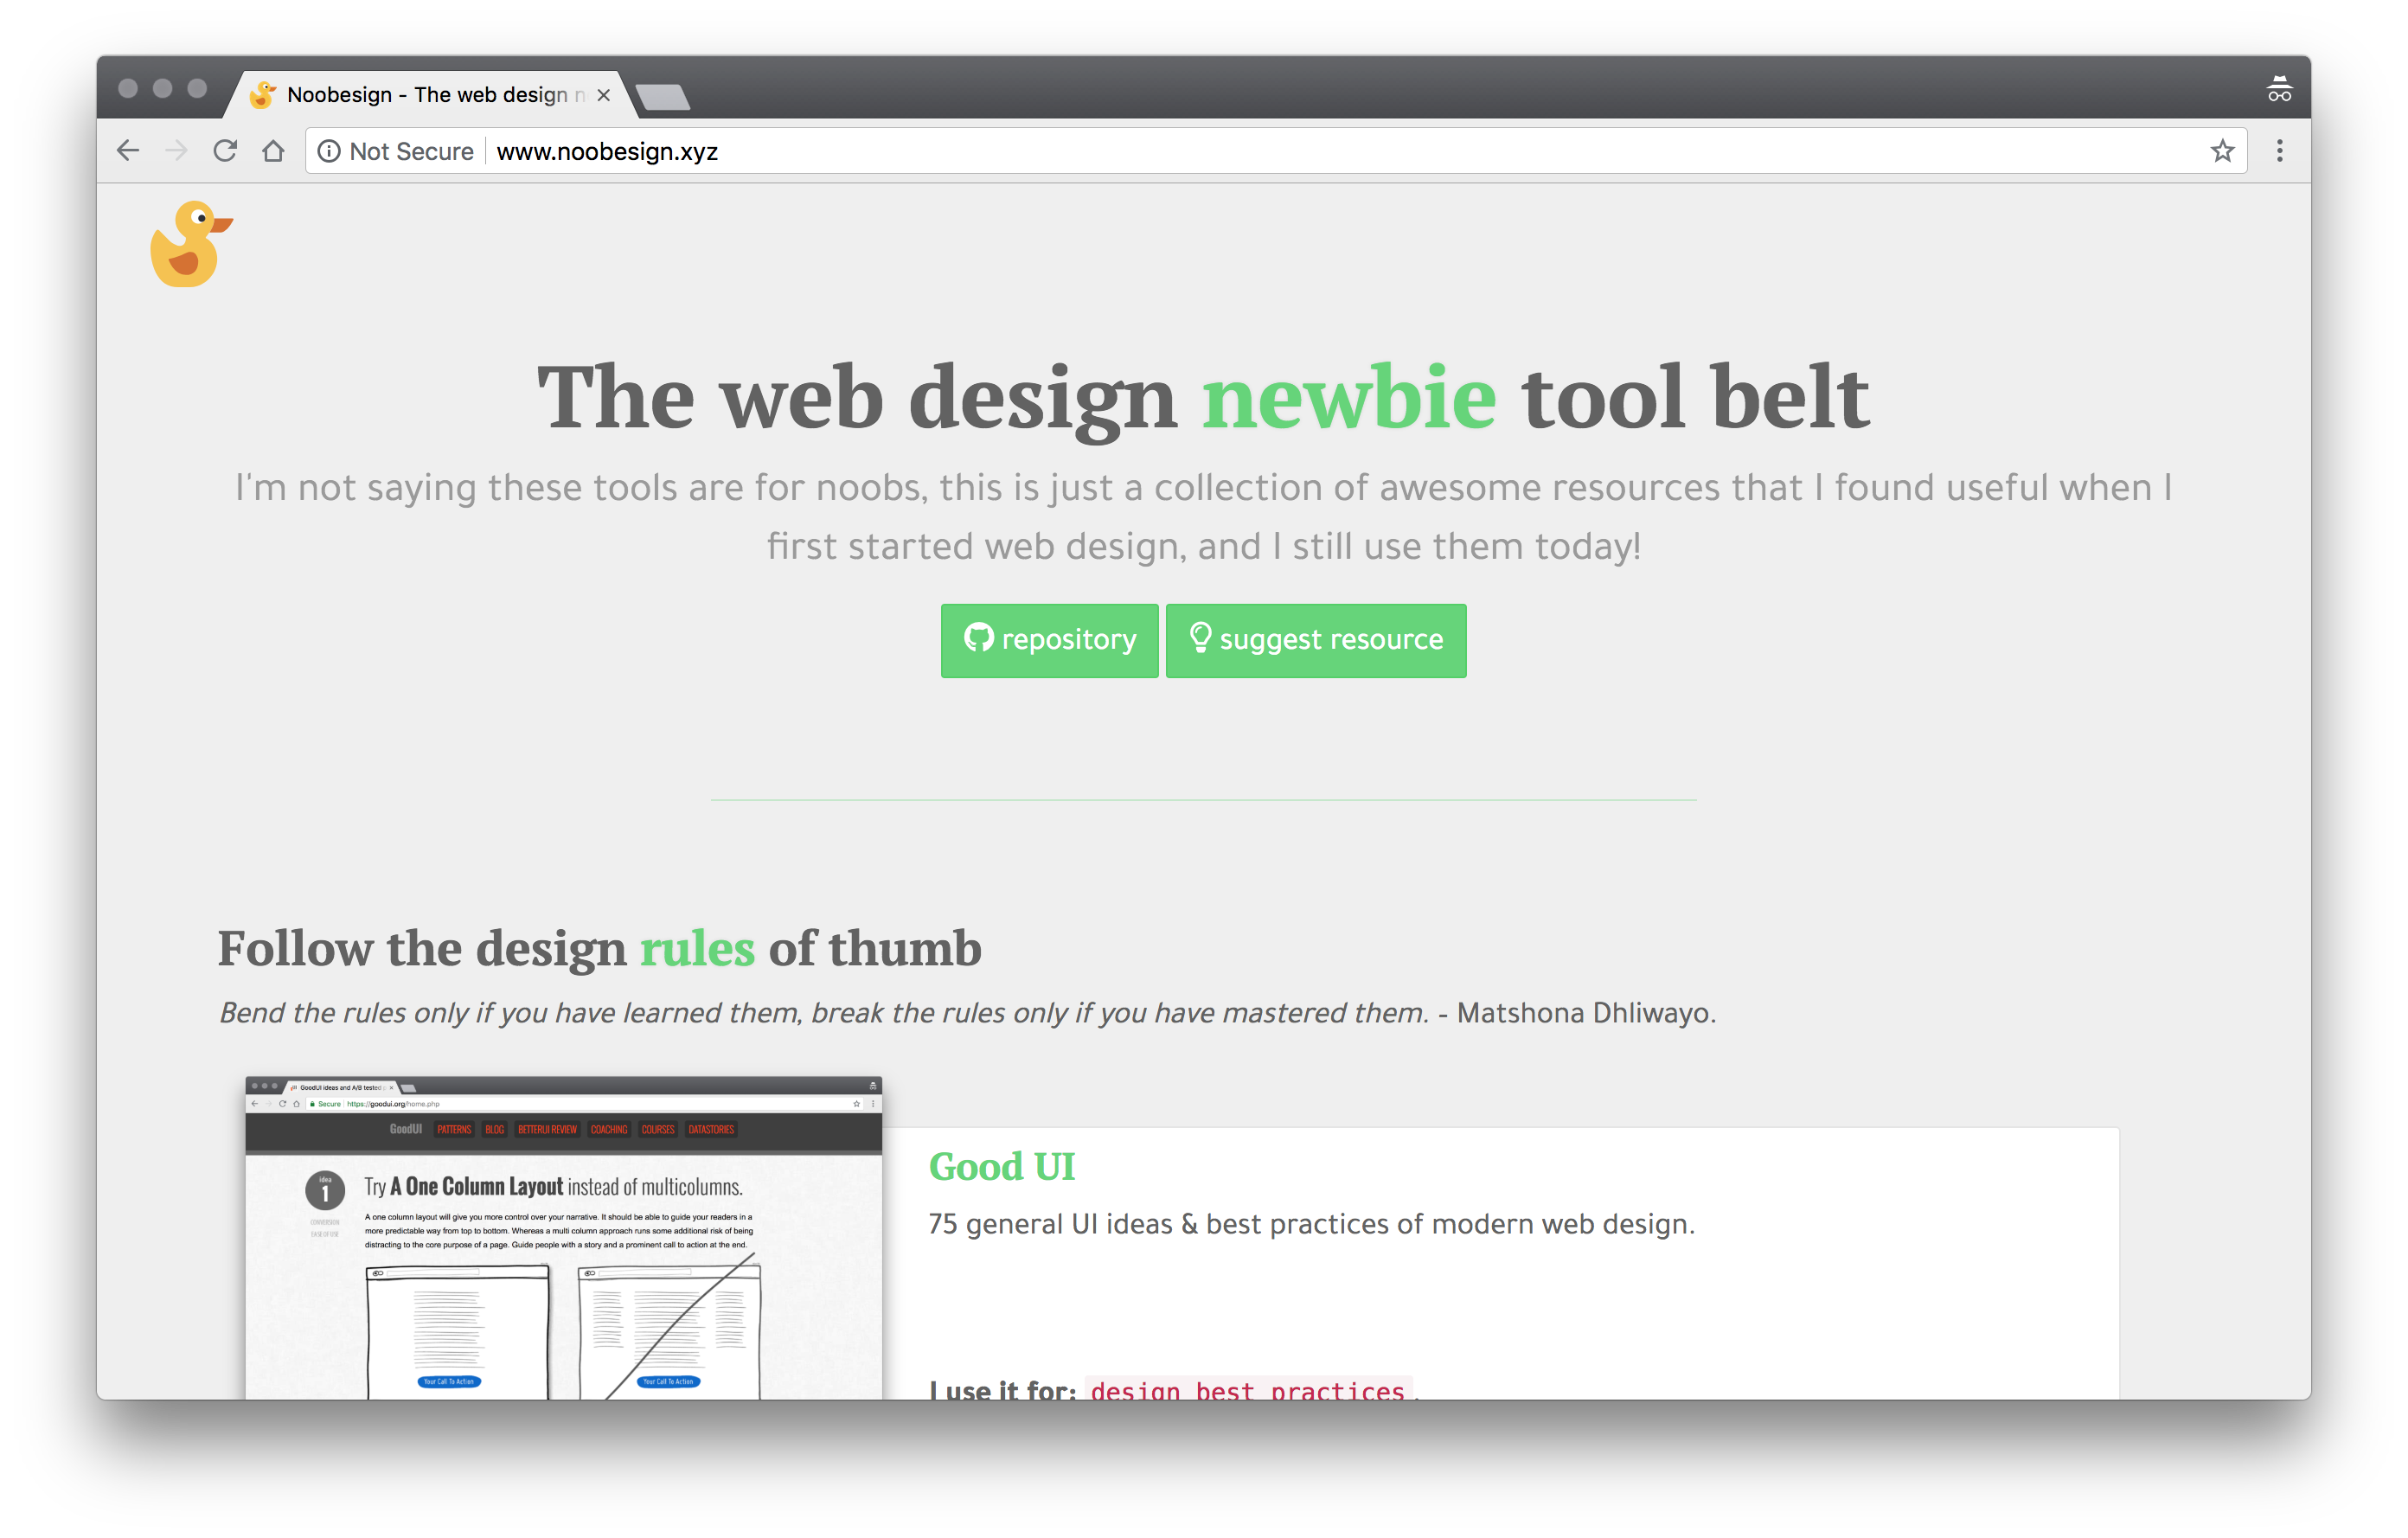 Noobesign - The web design n
Not Secure
www.noobesign.xyz
The web design newbie tool belt
I'm not saying these tools are for noobs, this is just a collection of awesome resources that I found useful when I
first started web design, and I still use them today!
repository
suggest resource
Follow the design rules of thumb
Bend the rules only if you have learned them, break the rules only if you have mastered them. - Matshona Dhliwayo.
GoodUI ideas and A/B tested
Secure
https://goodui.org/home.php
GoodUI PATTERNS BLOG BETTERUI REVIEW COACHING COURSES DATASTORIES
idea
1
CONVERSION
EASE OF USE
Try A One Column Layout instead of multicolumns.
A one column layout will give you more control over your narrative. It should be able to guide your readers in a
more predictable way from top to bottom. Whereas a multi column approach runs some additional risk of being
distracting to the core purpose of a page. Guide people with a story and a prominent call to action at the end.
Your Call To Action
Your Call To Action
Good UI
75 general UI ideas & best practices of modern web design.
I use it for: design best practices.